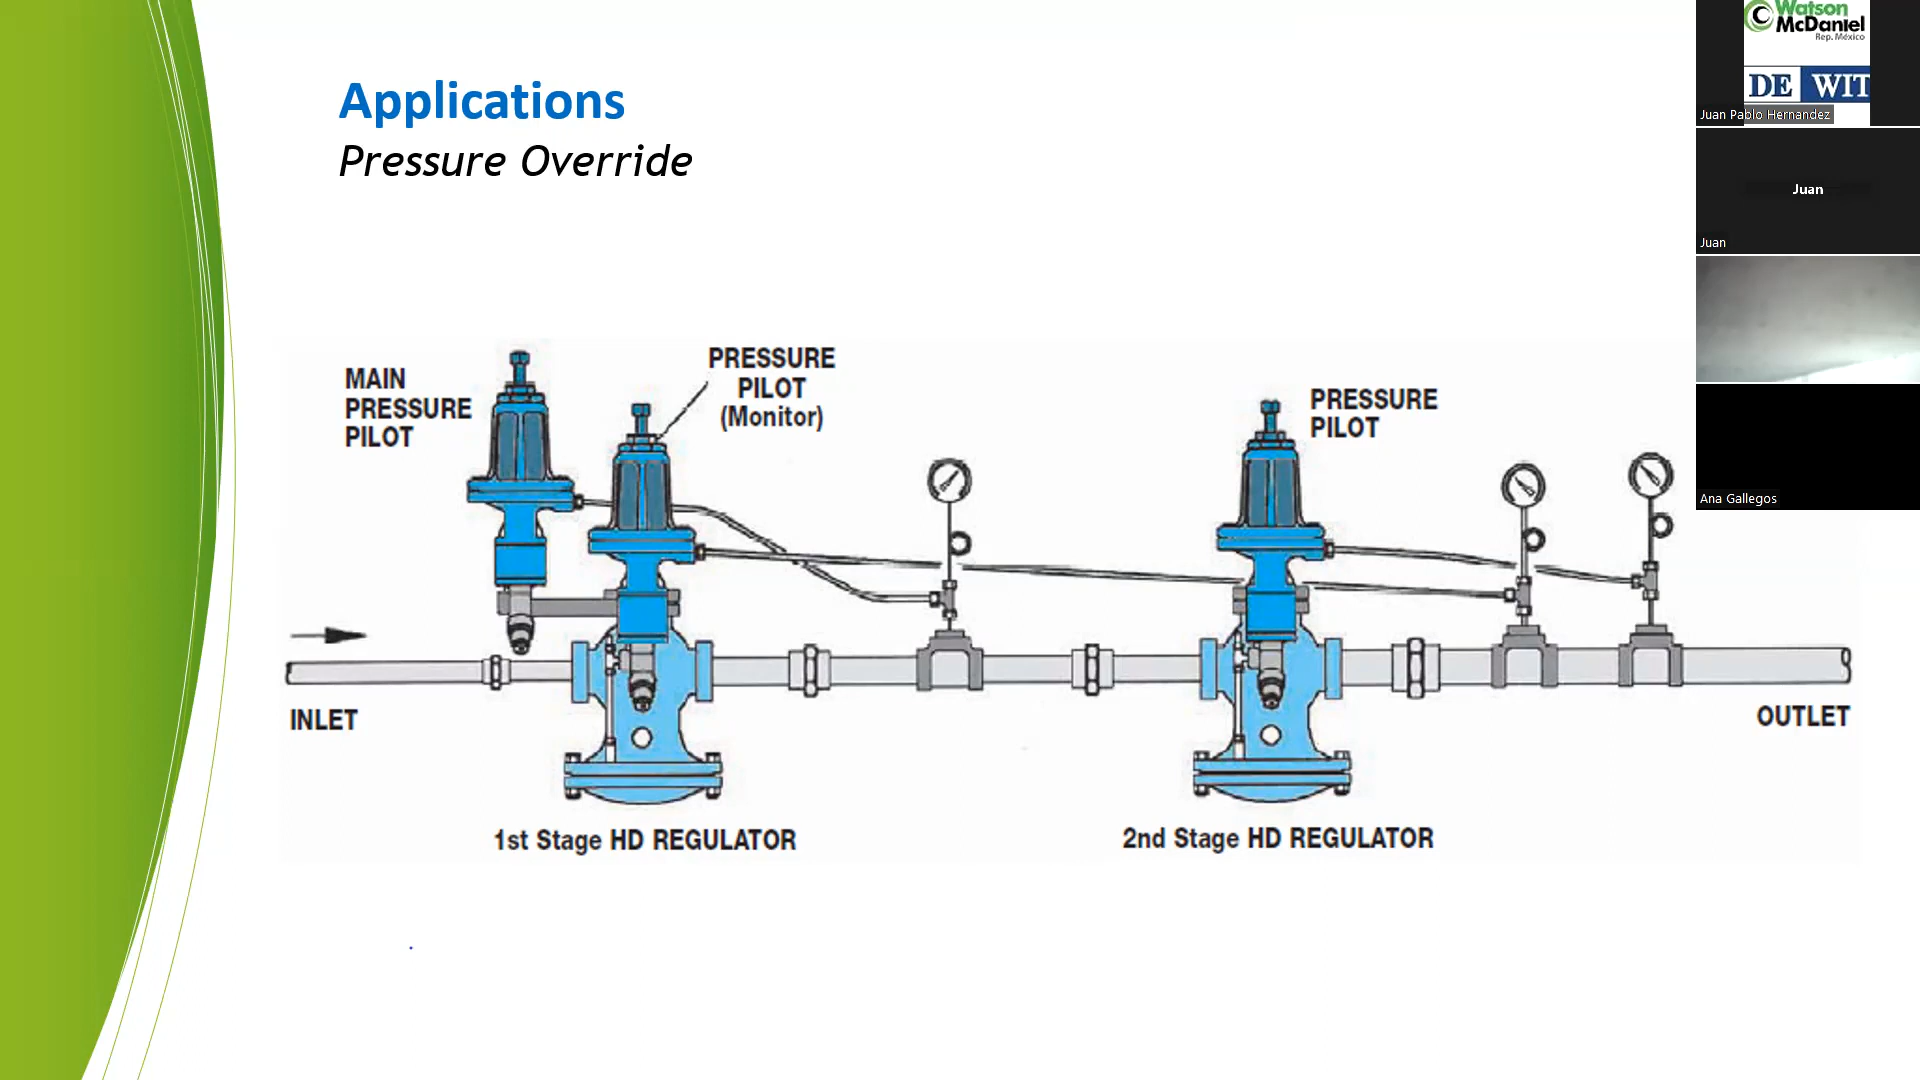 Applications
Pressure Override
MAIN
PRESSURE
PILOT
PRESSURE
PILOT
(Monitor)
PRESSURE
PILOT
INLET
OUTLET
1st Stage HD REGULATOR
2nd Stage HD REGULATOR
Watson
McDaniel
Rep. México
DE WIT
Juan Pablo Hernandez
Juan
Juan
Ana Gallegos